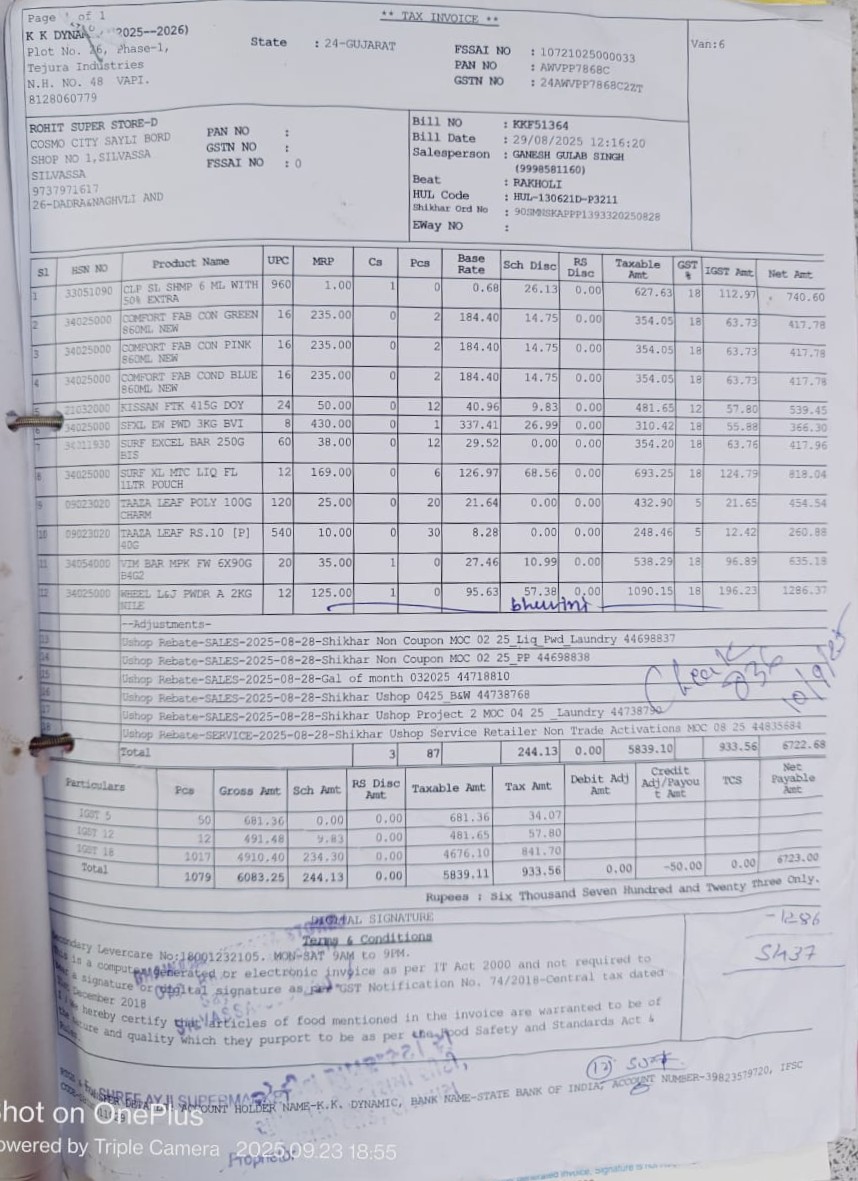 Page 1 of 1
** TAX INVOICE **
K K DYNA 2025--2026)
Plot No. 26, Phase-1,
Tejura Industries
N.H. NO. 48 VAPI.
8128060779
State : 24-GUJARAT
FSSAI NO : 10721025000033
PAN NO : AWVPP7868C
GSTN NO : 24AWVPP7868C2ZT
Van:6
ROHIT SUPER STORE-D
COSMO CITY SAYLI BORD
SHOP NO 1,SILVASSA
SILVASSA
9737971617
26-DADRA&NAGHVLI AND
PAN NO :
GSTN NO :
FSSAI NO : 0
Bill NO : KKF51364
Bill Date : 29/08/2025 12:16:20
Salesperson : GANESH GULAB SINGH
(9998581160)
Beat : RAKHOLI
HUL Code : HUL-130621D-P3211
Shikhar Ord No : 90SMNSKAPPP1393320250828
EWay NO :
Sl HSN NO Product Name UPC MRP Cs Pcs Base Rate Sch Disc RS Disc Taxable Amt GST % IGST Amt Net Amt
1 33051090 CLP SL SHMP 6 ML WITH 50% EXTRA 960 1.00 1 0 0.68 26.13 0.00 627.63 18 112.97 740.60
2 34025000 COMFORT FAB CON GREEN 860ML NEW 16 235.00 0 2 184.40 14.75 0.00 354.05 18 63.73 417.78
3 34025000 COMFORT FAB CON PINK 860ML NEW 16 235.00 0 2 184.40 14.75 0.00 354.05 18 63.73 417.78
4 34025000 COMFORT FAB COND BLUE 860ML NEW 16 235.00 0 2 184.40 14.75 0.00 354.05 18 63.73 417.78
5 21032000 KISSAN FTK 415G DOY 24 50.00 0 12 40.96 9.83 0.00 481.65 12 57.80 539.45
6 34025000 SFXL EW PWD 3KG BVI 8 430.00 0 1 337.41 26.99 0.00 310.42 18 55.88 366.30
7 34011930 SURF EXCEL BAR 250G BIS 60 38.00 0 12 29.52 0.00 0.00 354.20 18 63.76 417.96
8 34025000 SURF XL MTC LIQ FL 1LTR POUCH 12 169.00 0 6 126.97 68.56 0.00 693.25 18 124.79 818.04
9 09023020 TAAZA LEAF POLY 100G CHARM 120 25.00 0 20 21.64 0.00 0.00 432.90 5 21.65 454.54
10 09023020 TAAZA LEAF RS.10 [P] 40G 540 10.00 0 30 8.28 0.00 0.00 248.46 5 12.42 260.88
11 34054000 VIM BAR MPK FW 6X90G B4G2 20 35.00 1 0 27.46 10.99 0.00 538.29 18 96.89 635.18
12 34025000 WHEEL L&J PWDR A 2KG NILE 12 125.00 1 0 95.63 57.38 0.00 1090.15 18 196.23 1286.37
--Adjustments-
13 Ushop Rebate-SALES-2025-08-28-Shikhar Non Coupon MOC 02 25_Liq_Pwd_Laundry 44698837
14 Ushop Rebate-SALES-2025-08-28-Shikhar Non Coupon MOC 02 25_PP 44698838
15 Ushop Rebate-SALES-2025-08-28-Gal of month 032025 44718810
16 Ushop Rebate-SALES-2025-08-28-Shikhar Ushop 0425_B&W 44738768
17 Ushop Rebate-SALES-2025-08-28-Shikhar Ushop Project 2 MOC 04 25 _Laundry 44738790
18 Ushop Rebate-SERVICE-2025-08-28-Shikhar Ushop Service Retailer Non Trade Activations MOC 08 25 44835684
836
10/9/25
Total 3 87 244.13 0.00 5839.10 933.56 6722.68
Particulars Pcs Gross Amt Sch Amt RS Disc Amt Taxable Amt Tax Amt Debit Adj Amt Credit Adj/Payou t Amt TCS Net Payable Amt
IGST 5 50 681.36 0.00 0.00 681.36 34.07
IGST 12 12 491.48 9.83 0.00 481.65 57.80
IGST 18 1017 4910.40 234.30 0.00 4676.10 841.70
Total 1079 6083.25 244.13 0.00 5839.11 933.56 0.00 -50.00 0.00 6723.00
Rupees : Six Thousand Seven Hundred and Twenty Three Only.
-1286
5437
DIGITAL SIGNATURE
Terms & Conditions
Secondary Levercare No:18001232105. MON-SAT 9AM to 9PM.
This is a computer generated or electronic invoice as per IT Act 2000 and not required to
bear a signature or digital signature as per GST Notification No. 74/2018-Central tax dated
December 2018
hereby certify that articles of food mentioned in the invoice are warranted to be of
the nature and quality which they purport to be as per the Food Safety and Standards Act &
Rules.
SHREE AYJI SUPERMA
ACCOUNT HOLDER NAME-K.K. DYNAMIC, BANK NAME-STATE BANK OF INDIA, ACCOUNT NUMBER-39823579720, IFSC
Shot on OnePlus
Powered by Triple Camera 2025.09.23 18:55